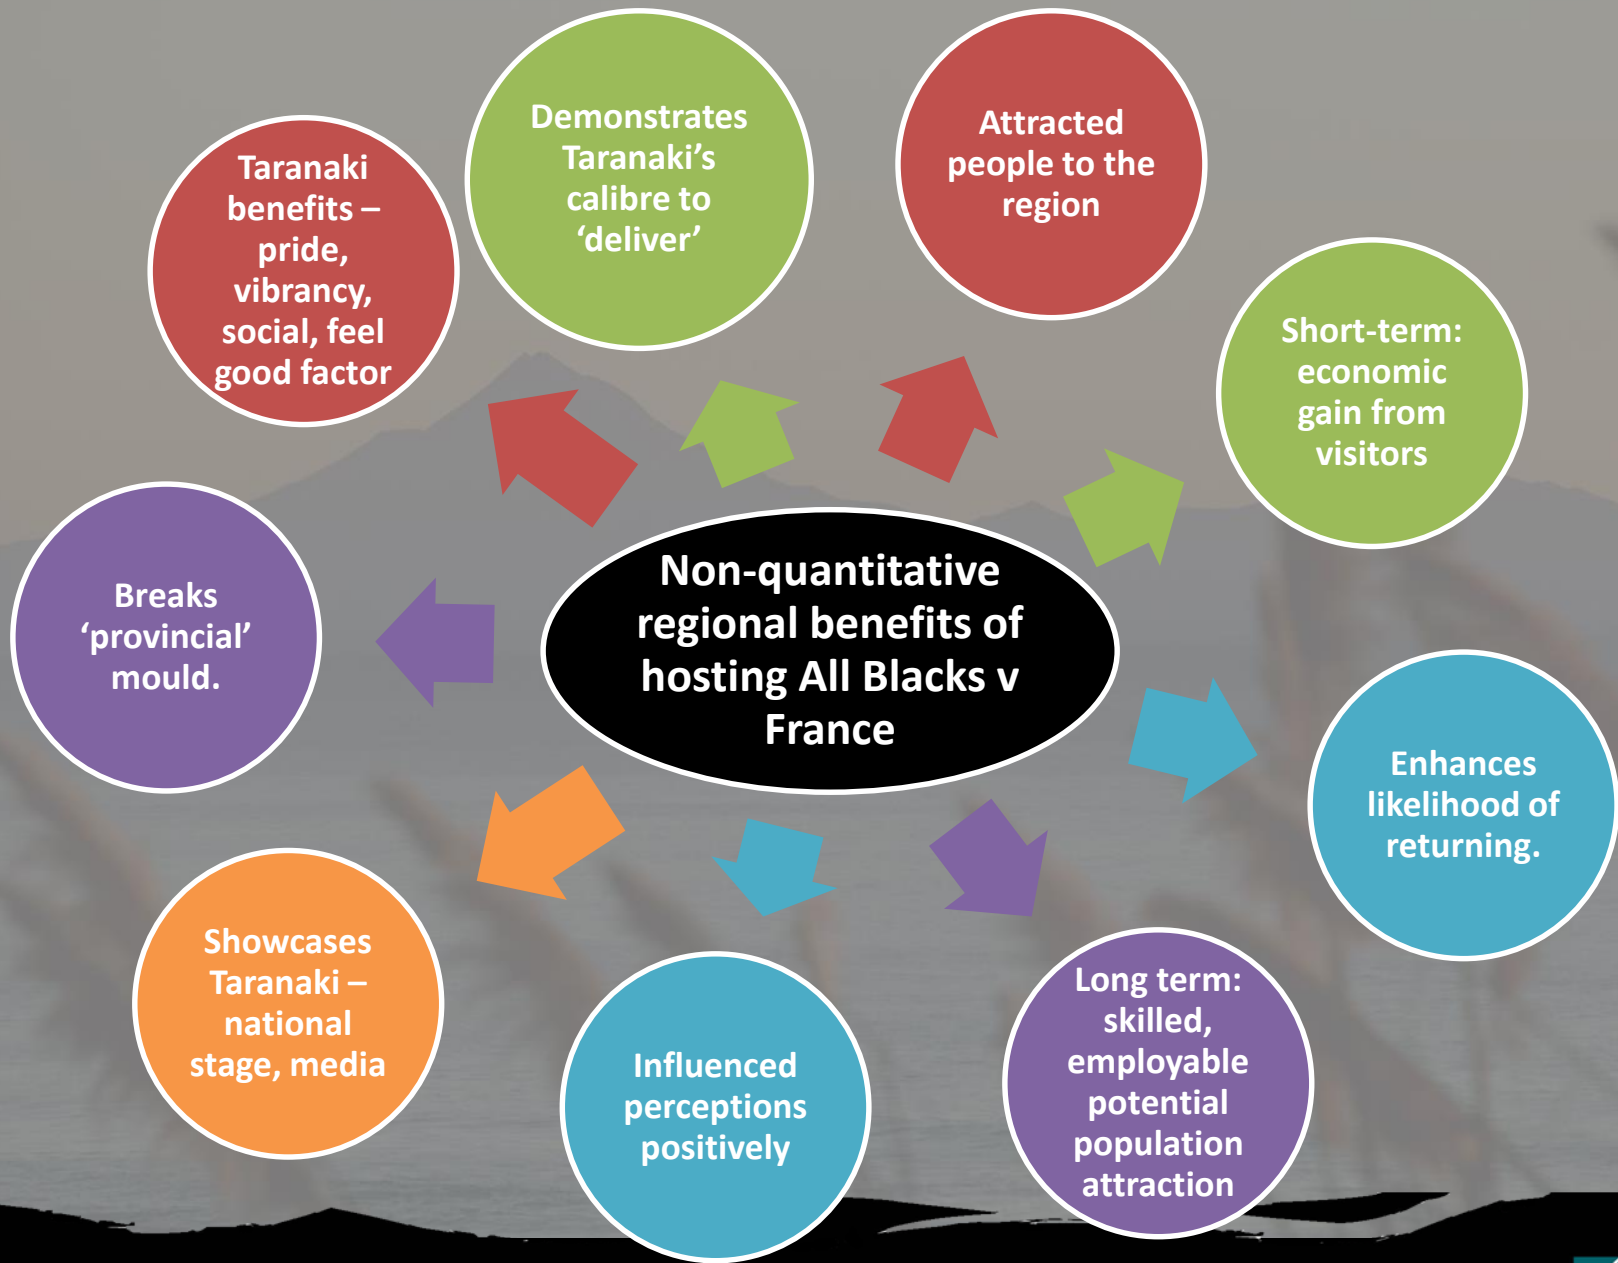 Non-quantitative
regional benefits of
hosting All Blacks v
France
Demonstrates
Taranaki’s
calibre to
‘deliver’
Attracted
people to the
region
Short-term:
economic
gain from
visitors
Enhances
likelihood of
returning.
Long term:
skilled,
employable
potential
population
attraction
Influenced
perceptions
positively
Showcases
Taranaki –
national
stage, media
Breaks
‘provincial’
mould.
Taranaki
benefits –
pride,
vibrancy,
social, feel
good factor